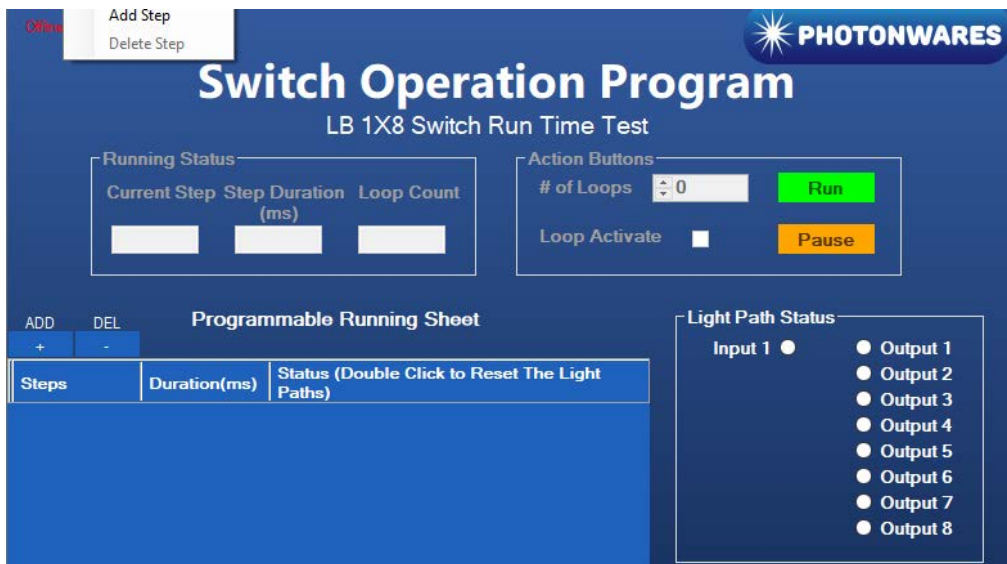 Add Step
Delete Step
PHOTONWARES
Switch Operation Program
LB 1X8 Switch Run Time Test
Running Status
Current Step Step Duration (ms) Loop Count
Action Buttons
# of Loops 0 Run
Loop Activate Pause
ADD DEL Programmable Running Sheet
+ -
Steps Duration(ms) Status (Double Click to Reset The Light
Paths)
Light Path Status
Input 1 Output 1
Output 2
Output 3
Output 4
Output 5
Output 6
Output 7
Output 8